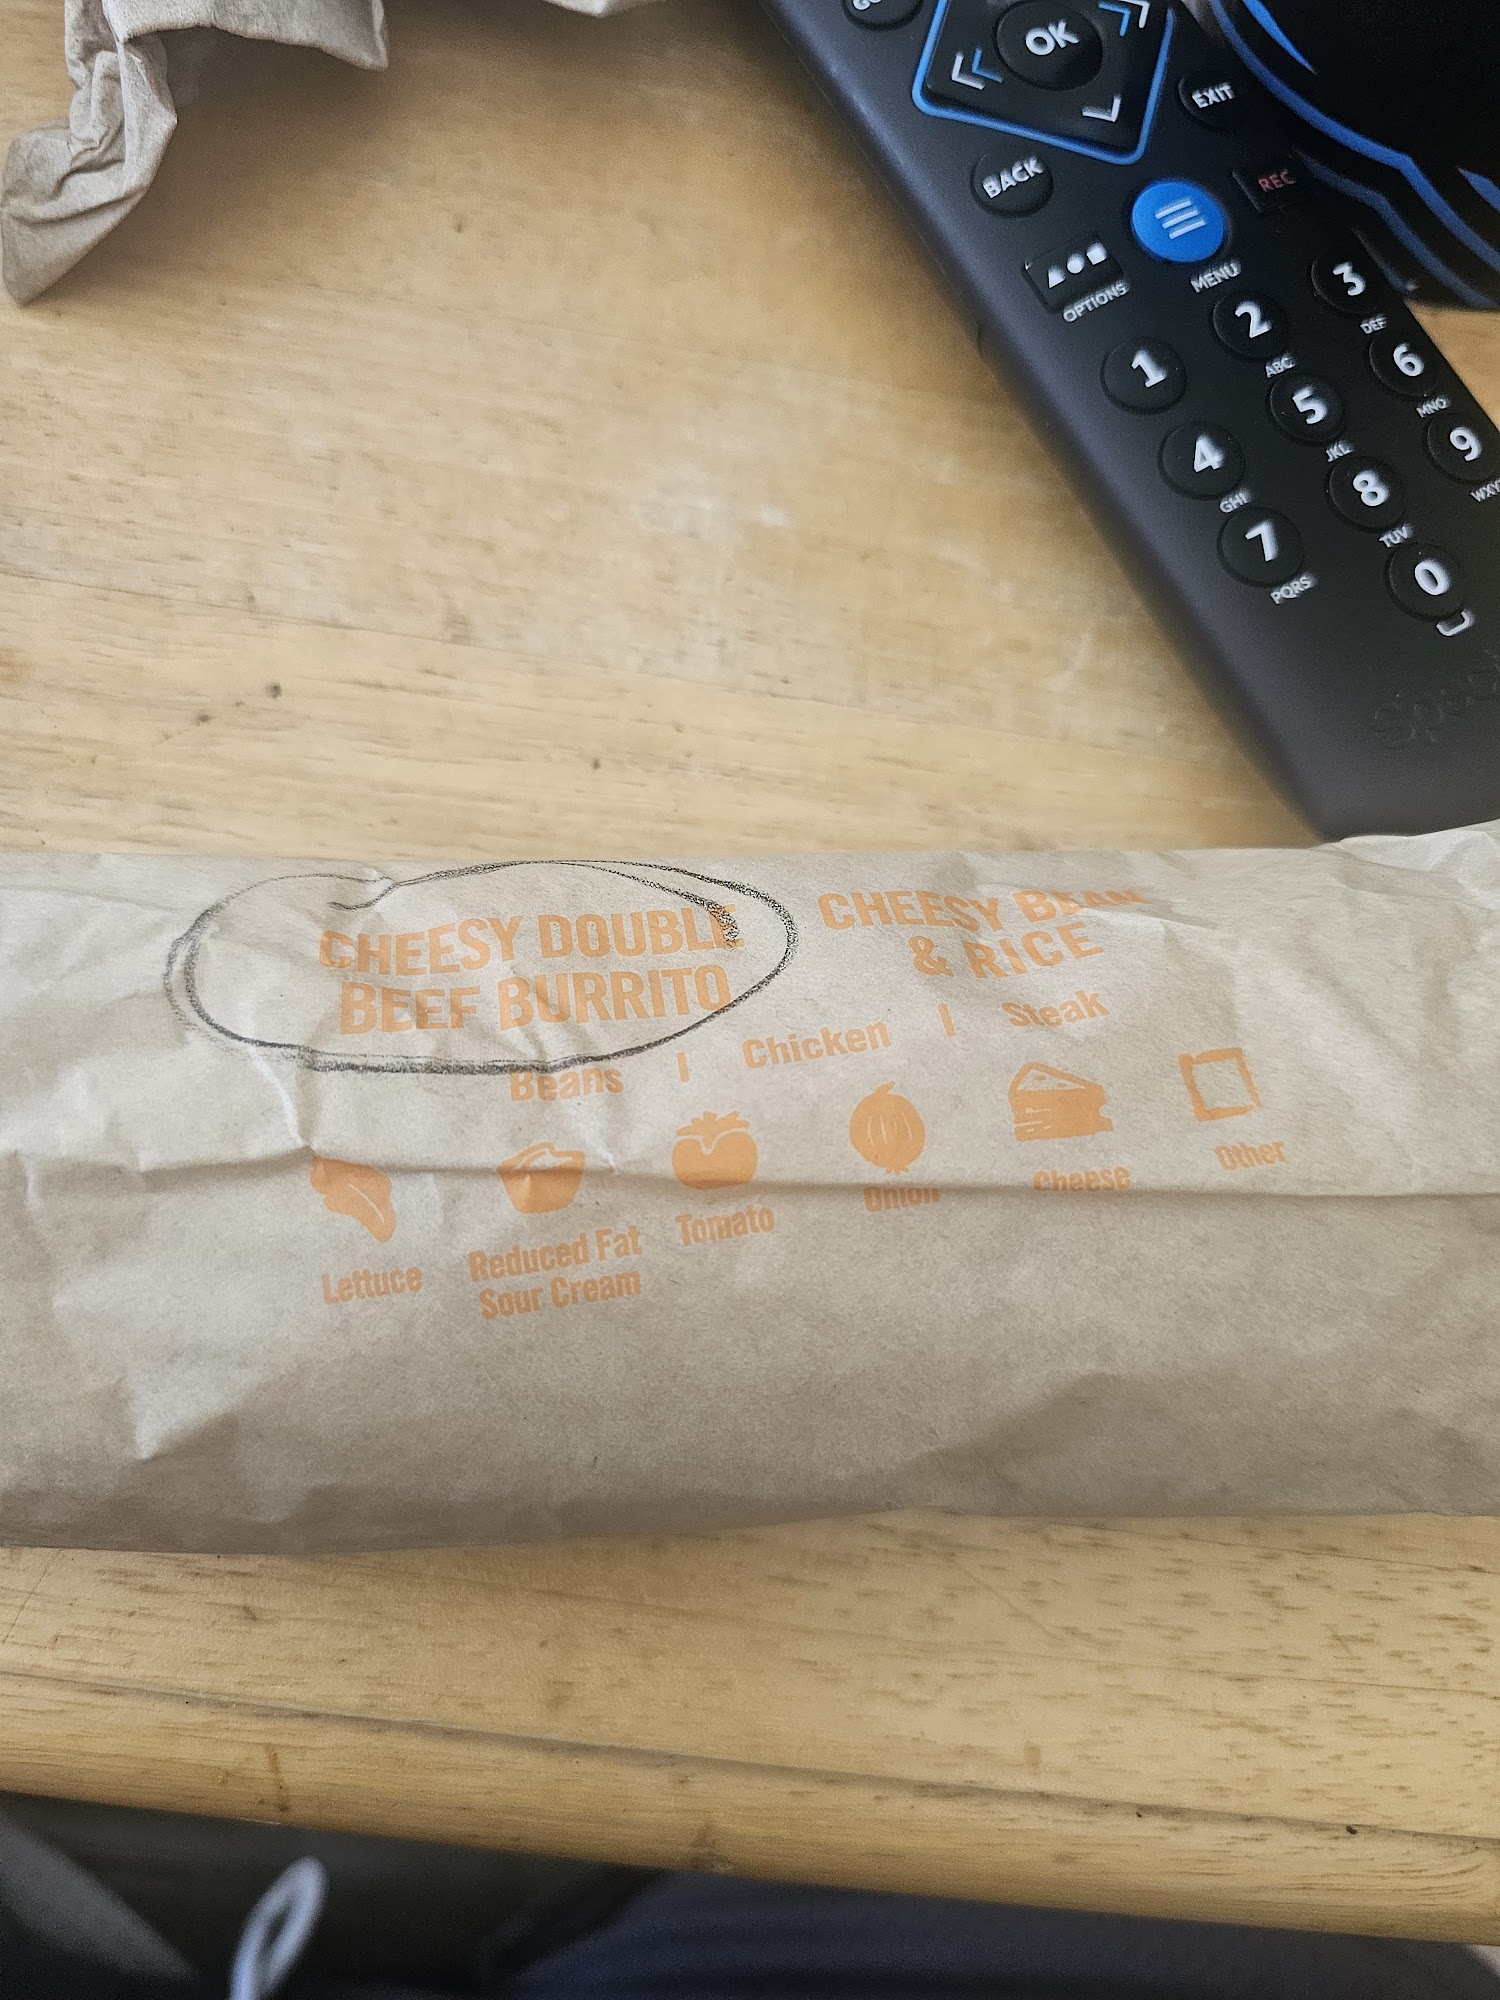 OK
EXIT
BACK
REC
MENU
OPTIONS
1
2
ABC
3
DEF
4
GHI
5
JKL
6
MNO
7
PQRS
8
TUV
9
0
CHEESY DOUBLE
BEEF BURRITO
CHEESY BEAN
& RICE
Beans | Chicken | Steak
Lettuce
Reduced Fat
Sour Cream
Tomato
Onion
Cheese
Other